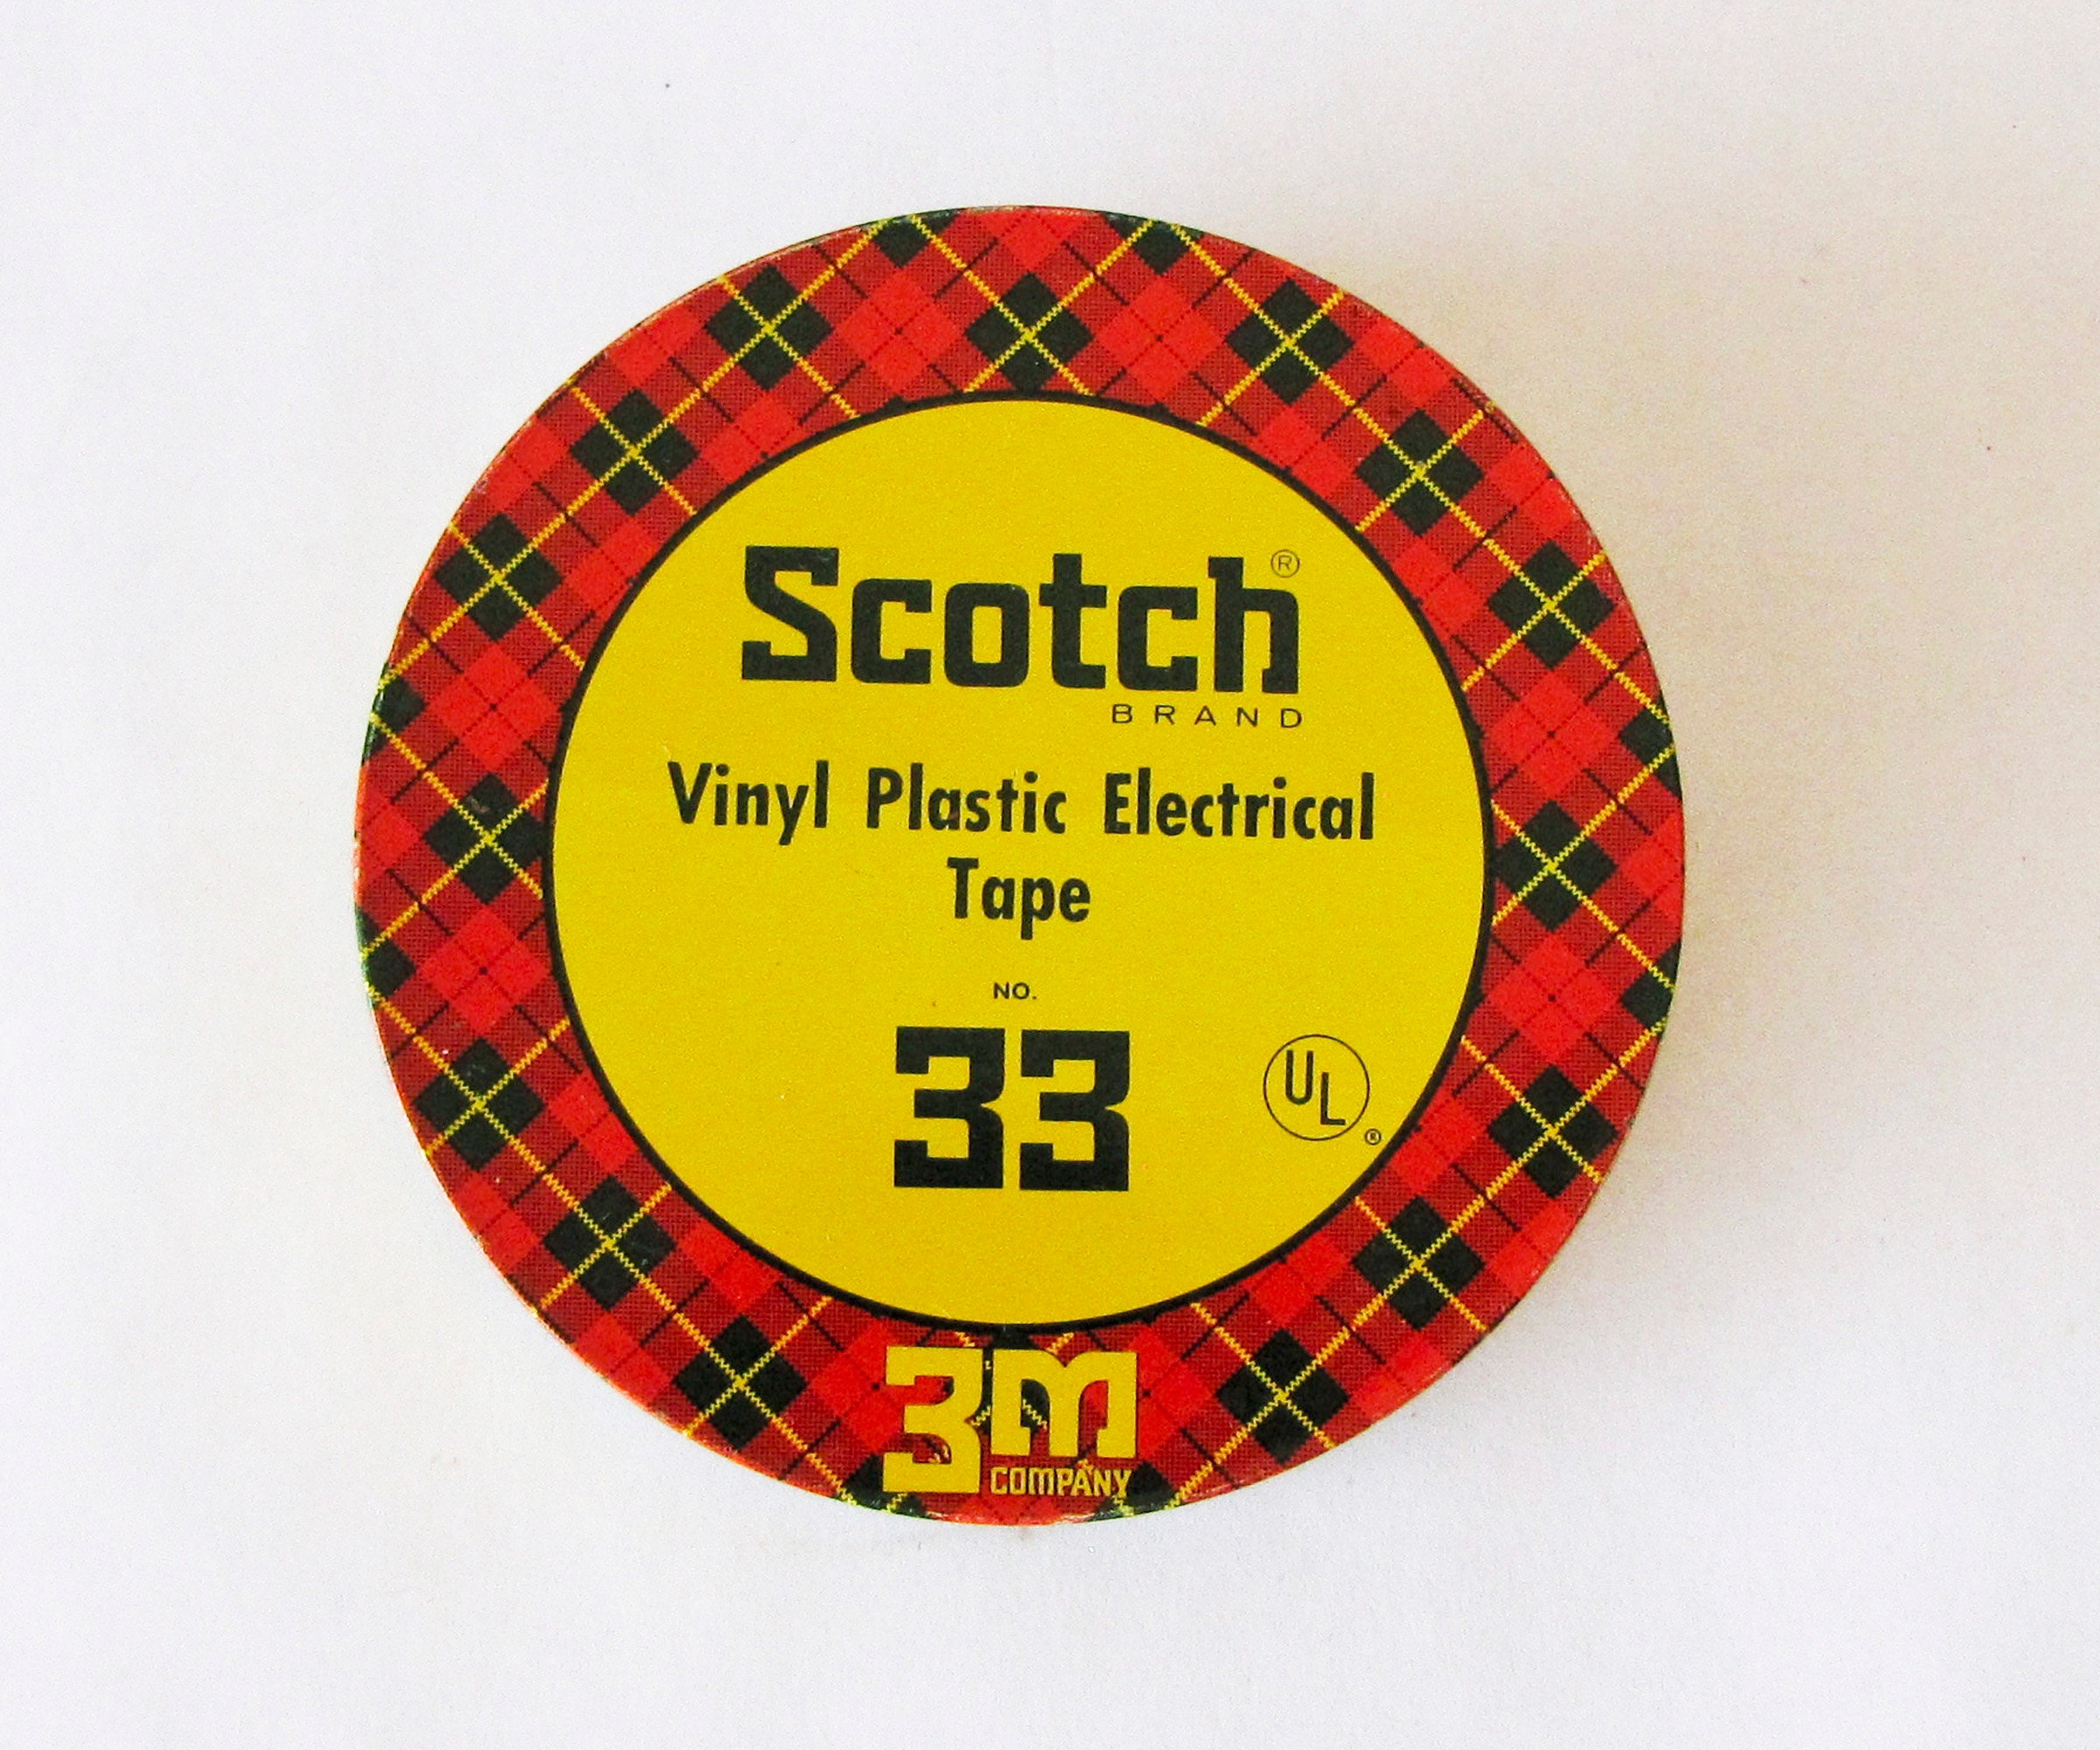 Scotch®
BRAND
Vinyl Plastic Electrical
Tape
NO.
33
UL®
3M
COMPANY